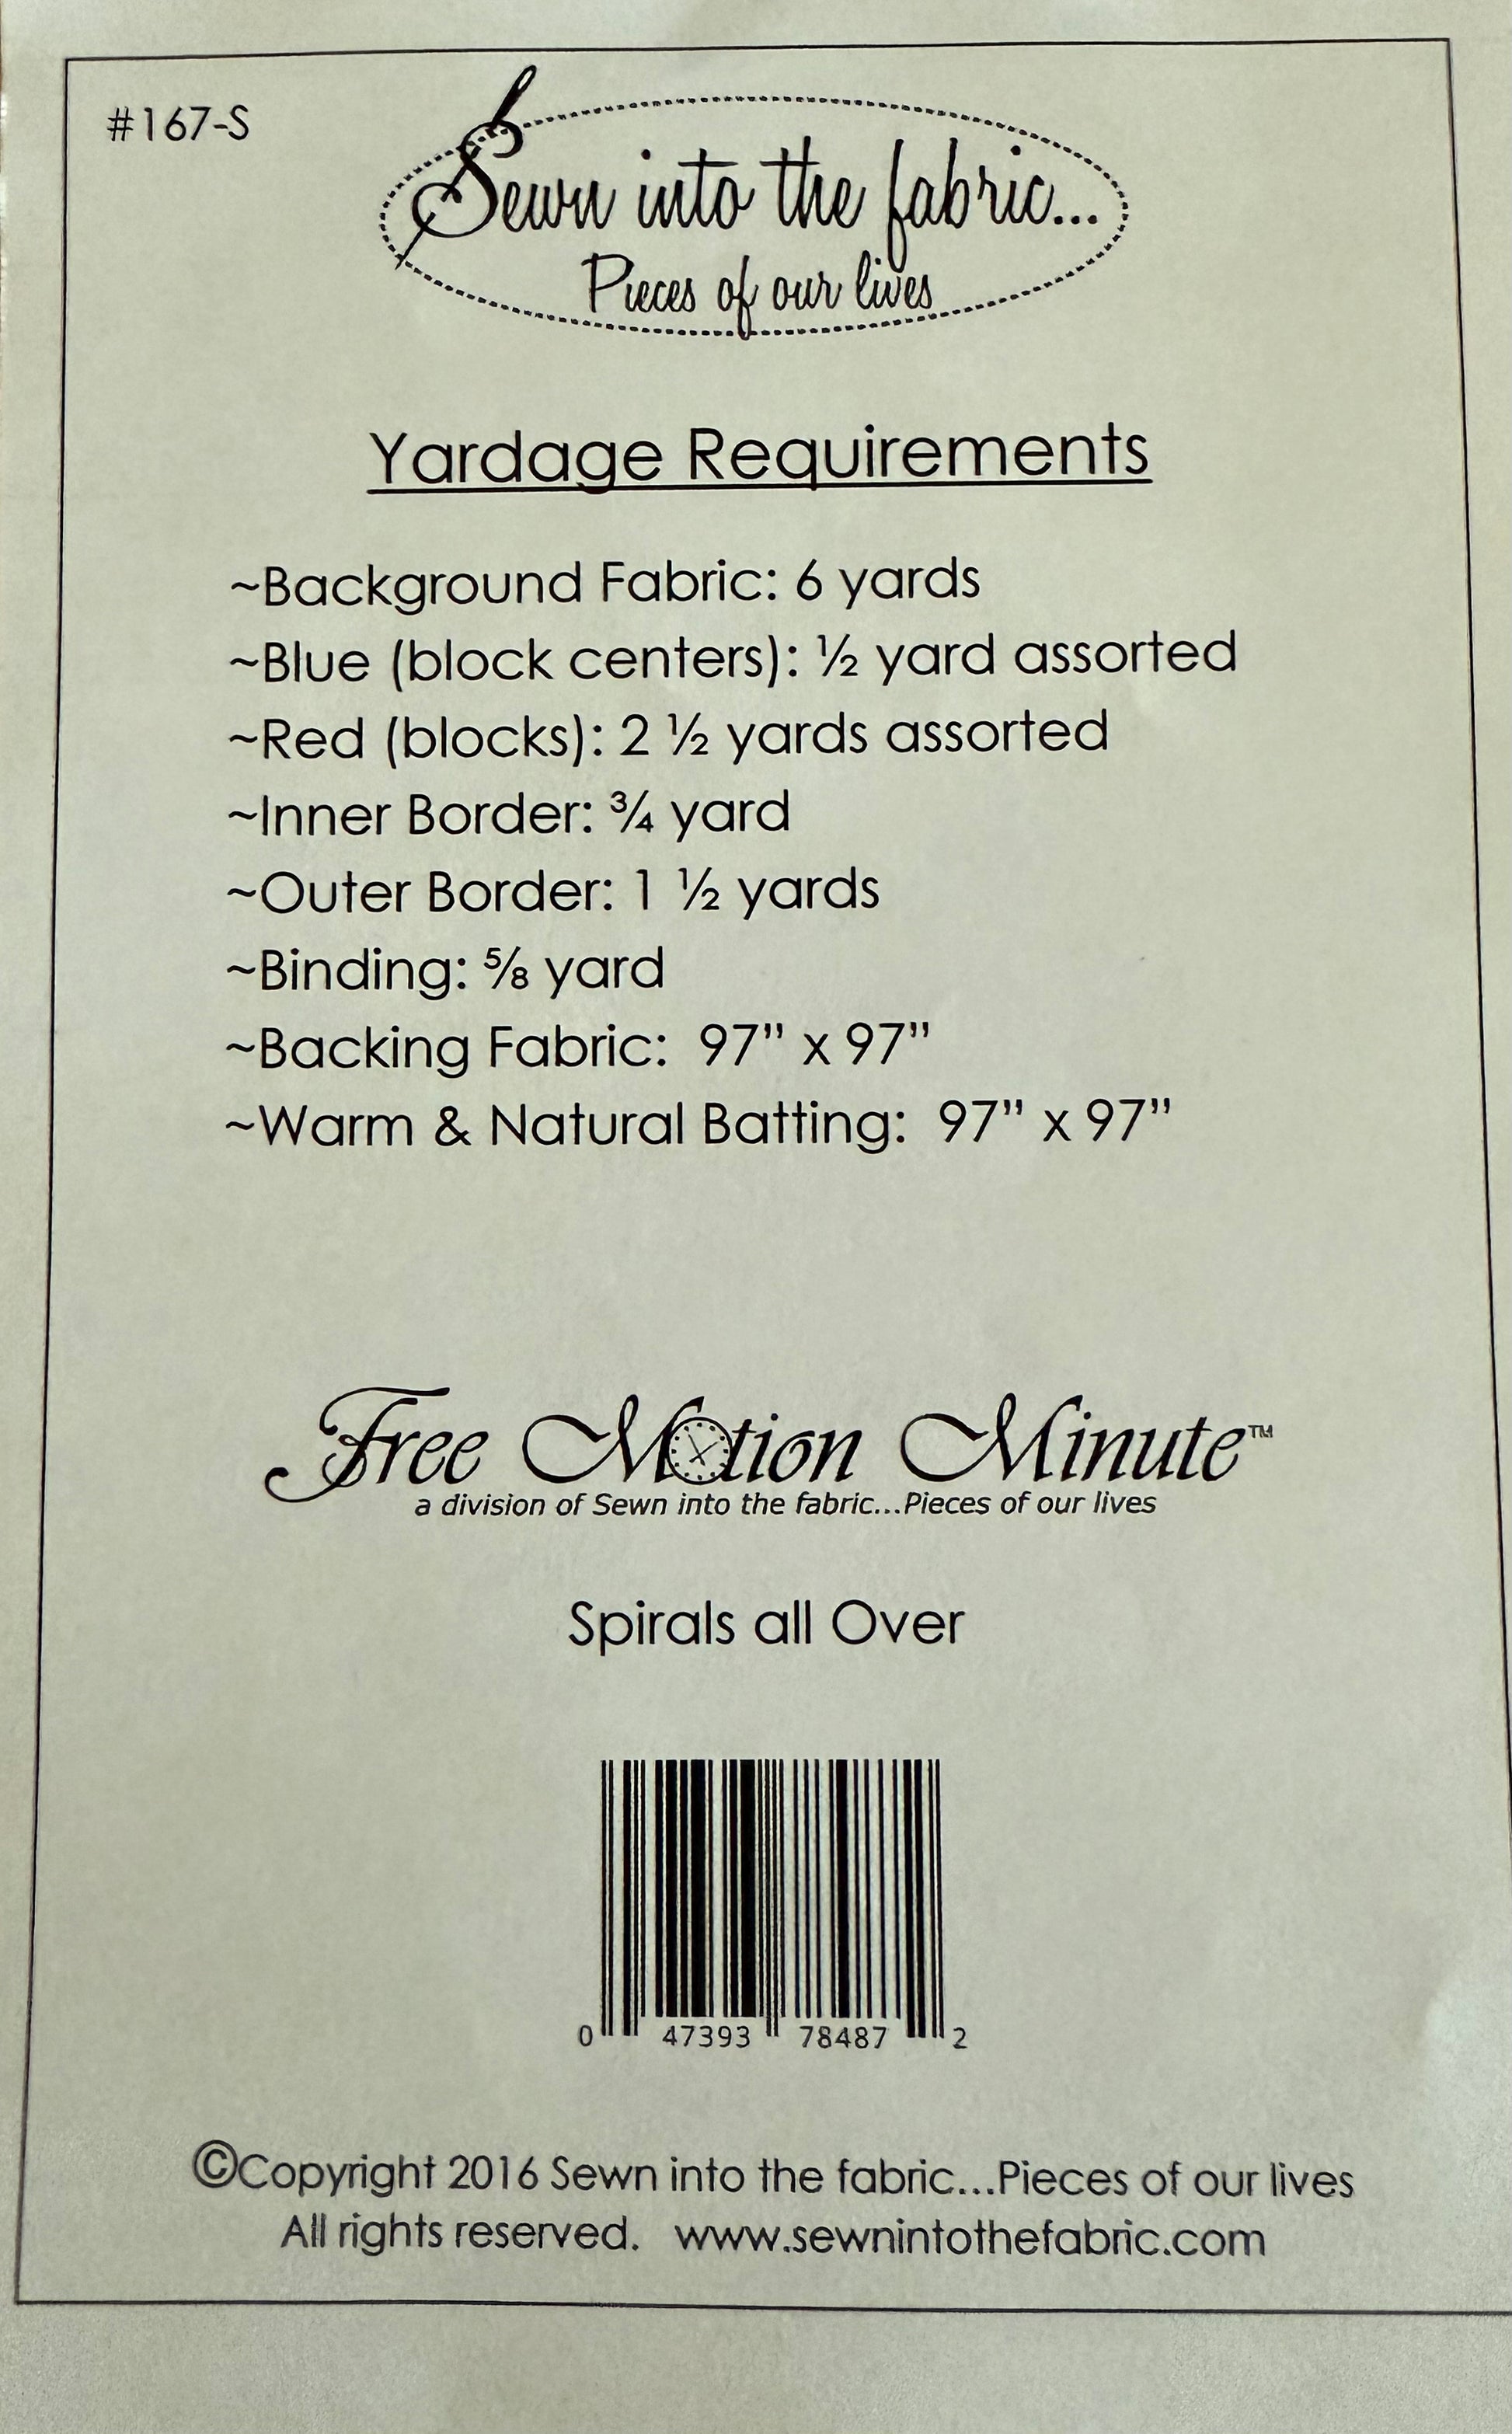 #167-S
Sewn into the fabric...
Pieces of our lives
Yardage Requirements
~Background Fabric: 6 yards
~Blue (block centers): ½ yard assorted
~Red (blocks): 2 ½ yards assorted
~Inner Border: ¾ yard
~Outer Border: 1 ½ yards
~Binding: ⅝ yard
~Backing Fabric:  97" x 97"
~Warm & Natural Batting:  97" x 97"
Free Motion Minute™
a division of Sewn into the fabric...Pieces of our lives
Spirals all Over
0 47393 78487 2
©Copyright 2016 Sewn into the fabric...Pieces of our lives
All rights reserved.  www.sewnintothefabric.com